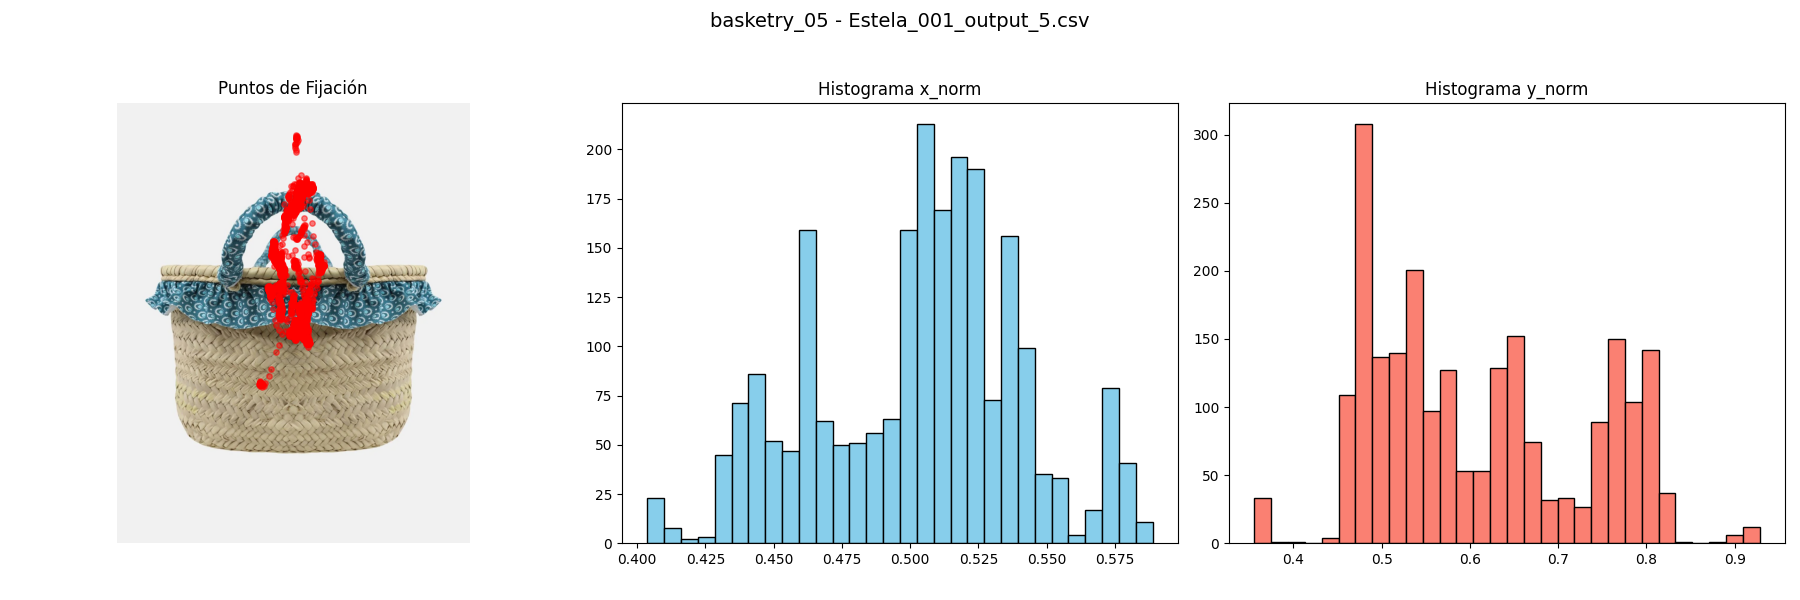 basketry_05 - Estela_001_output_5.csv
Puntos de Fijación
Histograma x_norm
Histograma y_norm
200
175
150
125
100
75
50
25
0
0.400 0.425 0.450 0.475 0.500 0.525 0.550 0.575
300
250
200
150
100
50
0
0.4 0.5 0.6 0.7 0.8 0.9